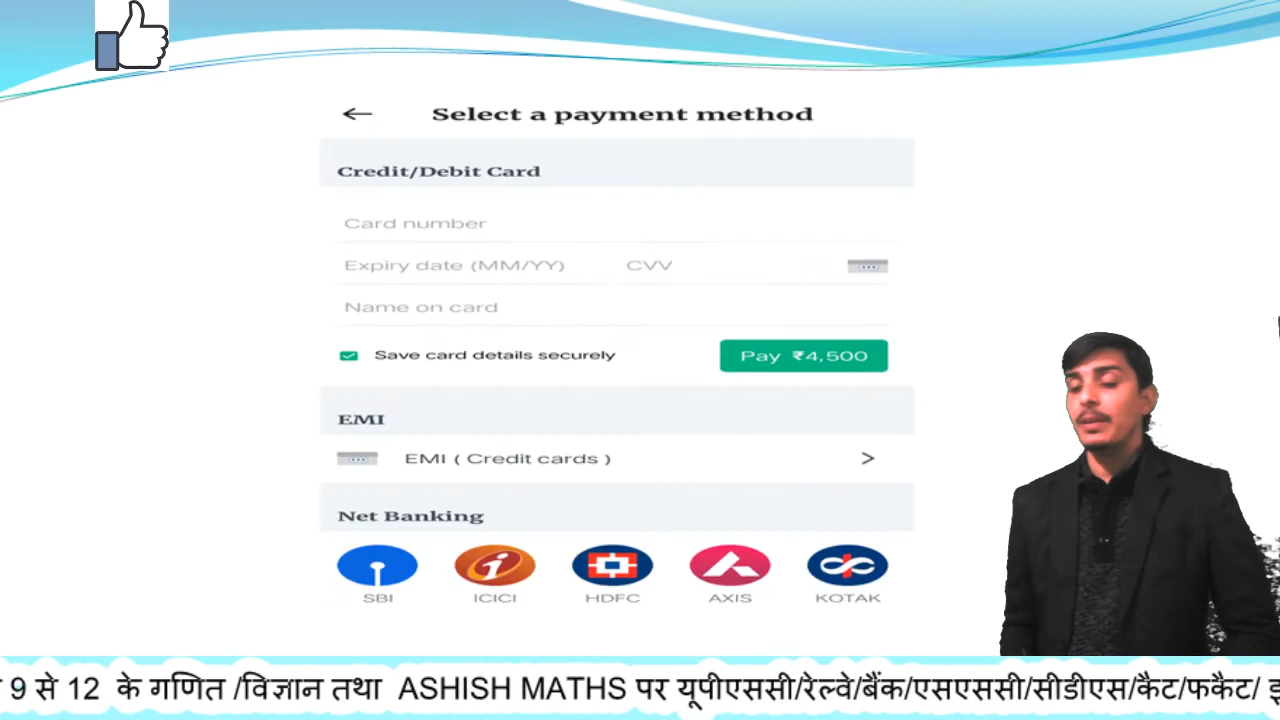 Select a payment method
Credit/Debit Card
Card number
Expiry date (MM/YY) CVV
Name on card
Save card details securely Pay ₹4,500
EMI
EMI ( Credit cards )
Net Banking
SBI ICICI HDFC AXIS KOTAK
9 से 12 के गणित /विज्ञान तथा ASHISH MATHS पर यूपीएससी/रेल्वे/बैंक/एसएससी/सीडीएस/कैट/फकैट/